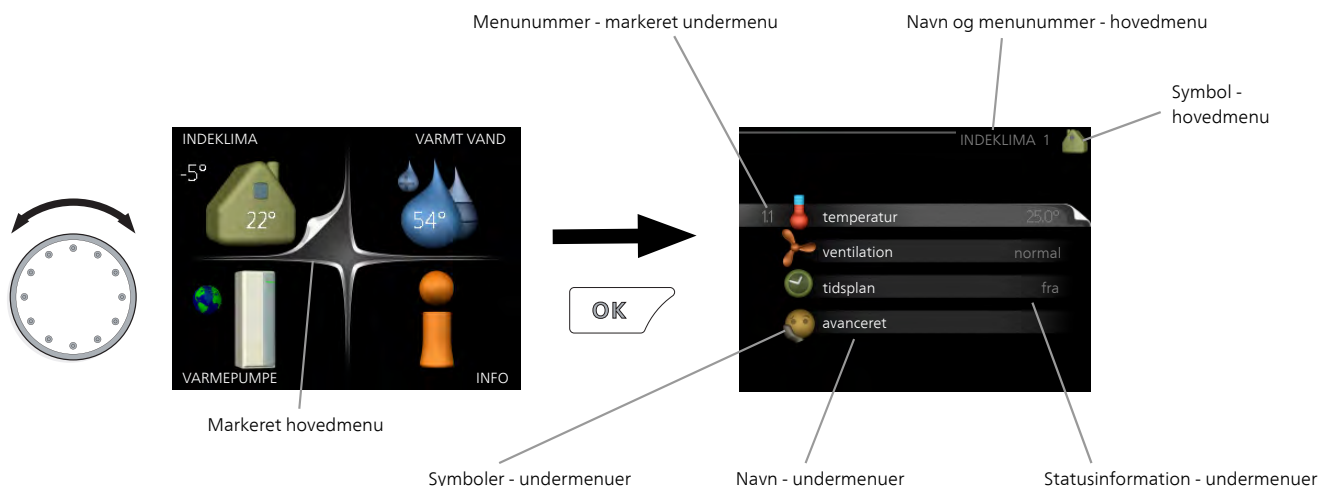 Menunummer - markeret undermenu
Navn og menunummer - hovedmenu
Symbol -
hovedmenu
INDEKLIMA
VARMT VAND
-5°
22°
54°
VARMEPUMPE
INFO
Markeret hovedmenu
OK
INDEKLIMA 1
1.1 temperatur 25.0°
ventilation normal
tidsplan fra
avanceret
Symboler - undermenuer
Navn - undermenuer
Statusinformation - undermenuer